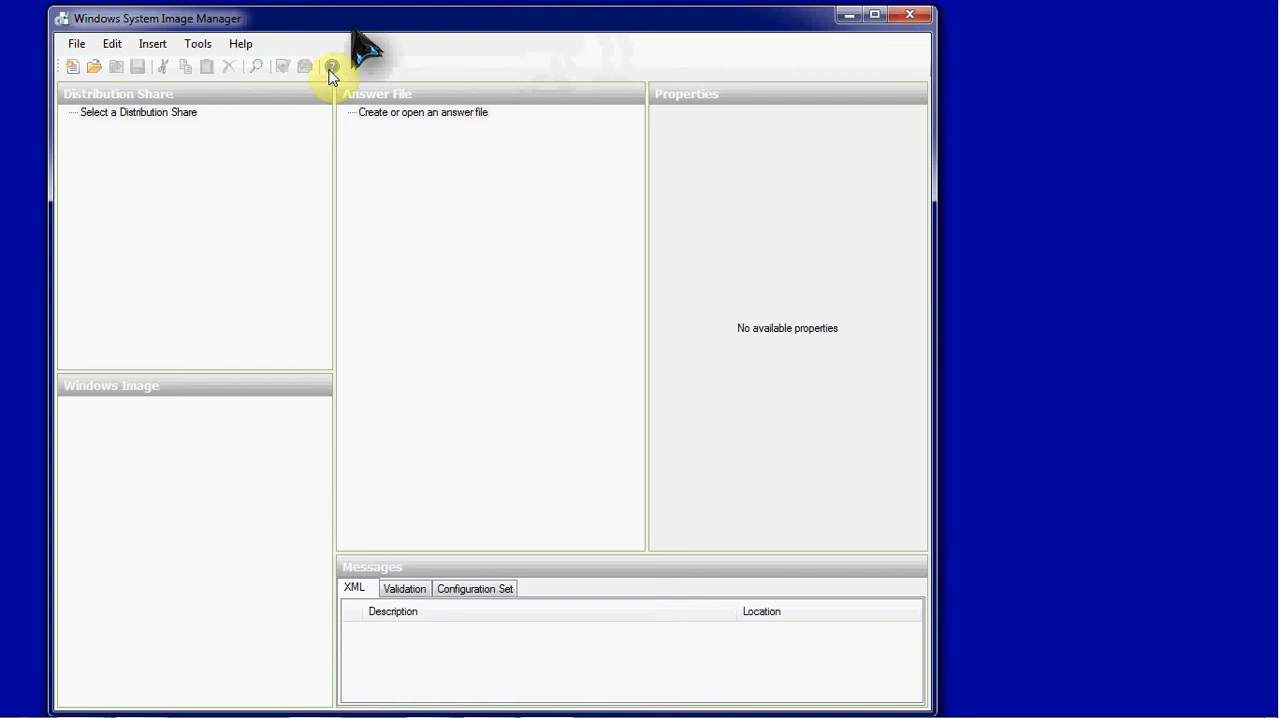 Windows System Image Manager
File Edit Insert Tools Help
Distribution Share
Select a Distribution Share
Answer File
Create or open an answer file
Properties
No available properties
Windows Image
Messages
XML Validation Configuration Set
Description Location